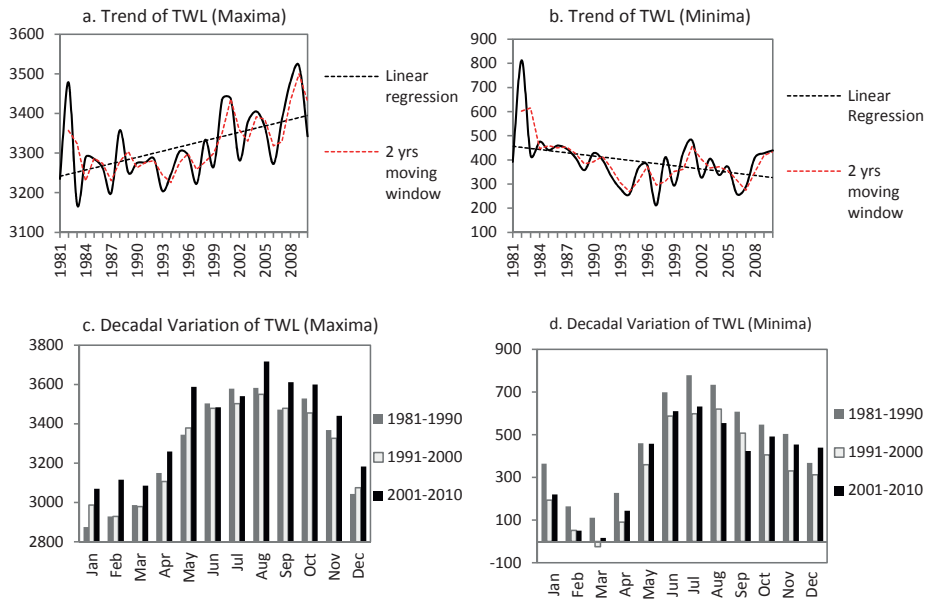 a. Trend of TWL (Maxima)
3600
3500
3400
3300
3200
3100
1981
1984
1987
1990
1993
1996
1999
2002
2005
2008
Linear
regression
2 yrs
moving
window
b. Trend of TWL (Minima)
900
800
700
600
500
400
300
200
100
1981
1984
1987
1990
1993
1996
1999
2002
2005
2008
Linear
Regression
2 yrs
moving
window
c. Decadal Variation of TWL (Maxima)
3800
3600
3400
3200
3000
2800
Jan
Feb
Mar
Apr
May
Jun
Jul
Aug
Sep
Oct
Nov
Dec
1981-1990
1991-2000
2001-2010
d. Decadal Variation of TWL (Minima)
900
700
500
300
100
-100
Jan
Feb
Mar
Apr
May
Jun
Jul
Aug
Sep
Oct
Nov
Dec
1981-1990
1991-2000
2001-2010